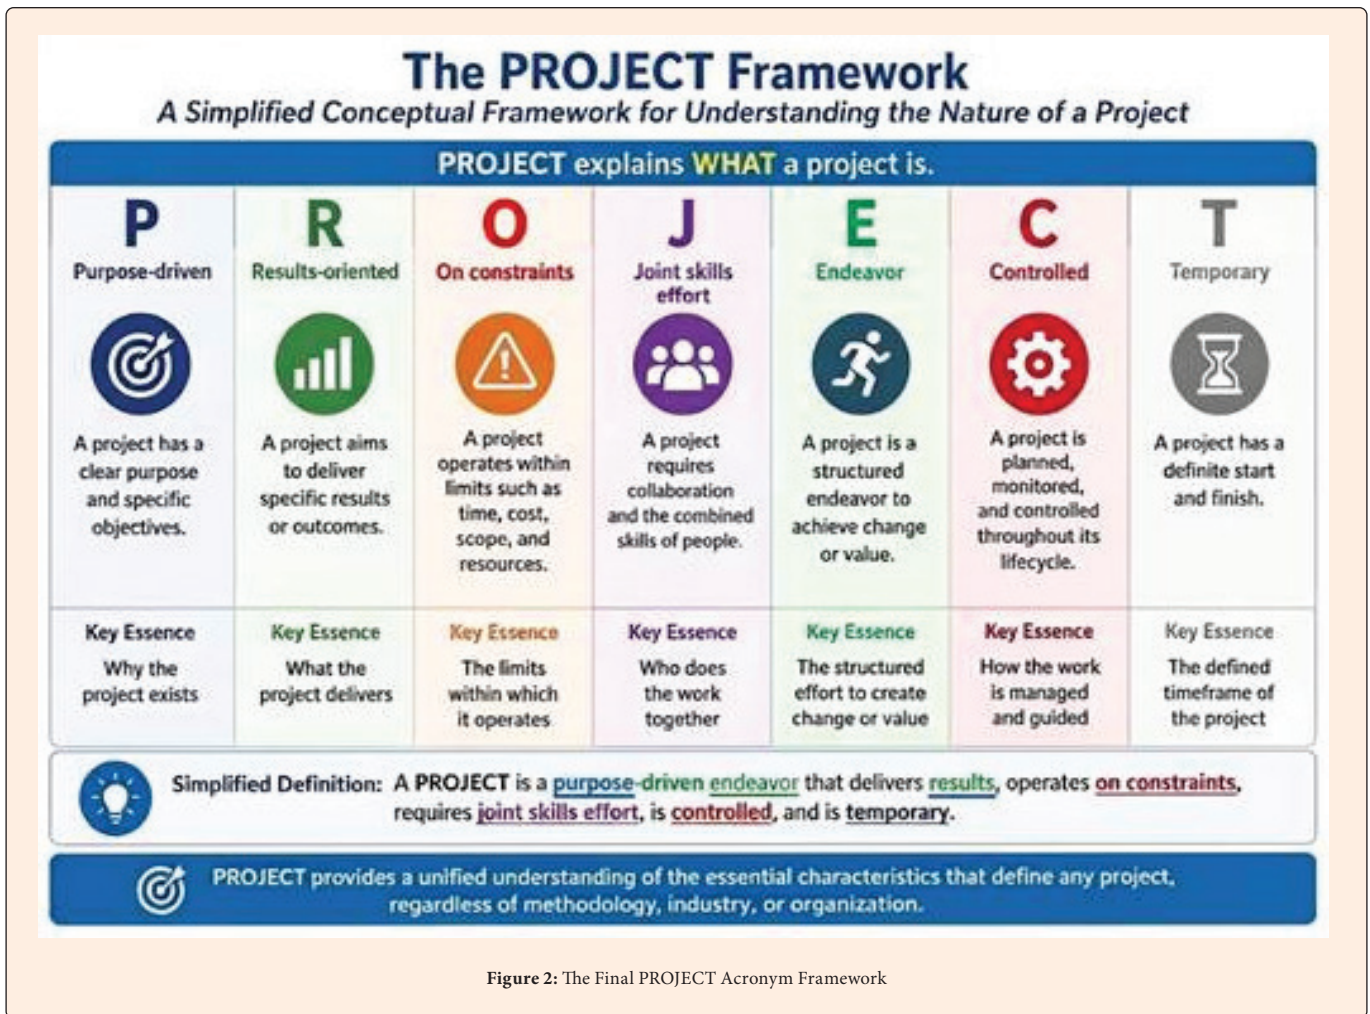 The PROJECT Framework
A Simplified Conceptual Framework for Understanding the Nature of a Project
PROJECT explains WHAT a project is.
P
Purpose-driven
A project has a
clear purpose
and specific
objectives.
Key Essence
Why the
project exists
R
Results-oriented
A project aims
to deliver
specific results
or outcomes.
Key Essence
What the
project delivers
O
On constraints
A project
operates within
limits such as
time, cost,
scope, and
resources.
Key Essence
The limits
within which
it operates
J
Joint skills
effort
A project
requires
collaboration
and the combined
skills of people.
Key Essence
Who does
the work
together
E
Endeavor
A project is a
structured
endeavor to
achieve change
or value.
Key Essence
The structured
effort to create
change or value
C
Controlled
A project is
planned,
monitored,
and controlled
throughout its
lifecycle.
Key Essence
How the work
is managed
and guided
T
Temporary
A project has a
definite start
and finish.
Key Essence
The defined
timeframe of
the project
Simplified Definition: A PROJECT is a purpose-driven endeavor that delivers results, operates on constraints,
requires joint skills effort, is controlled, and is temporary.
PROJECT provides a unified understanding of the essential characteristics that define any project,
regardless of methodology, industry, or organization.
Figure 2: The Final PROJECT Acronym Framework